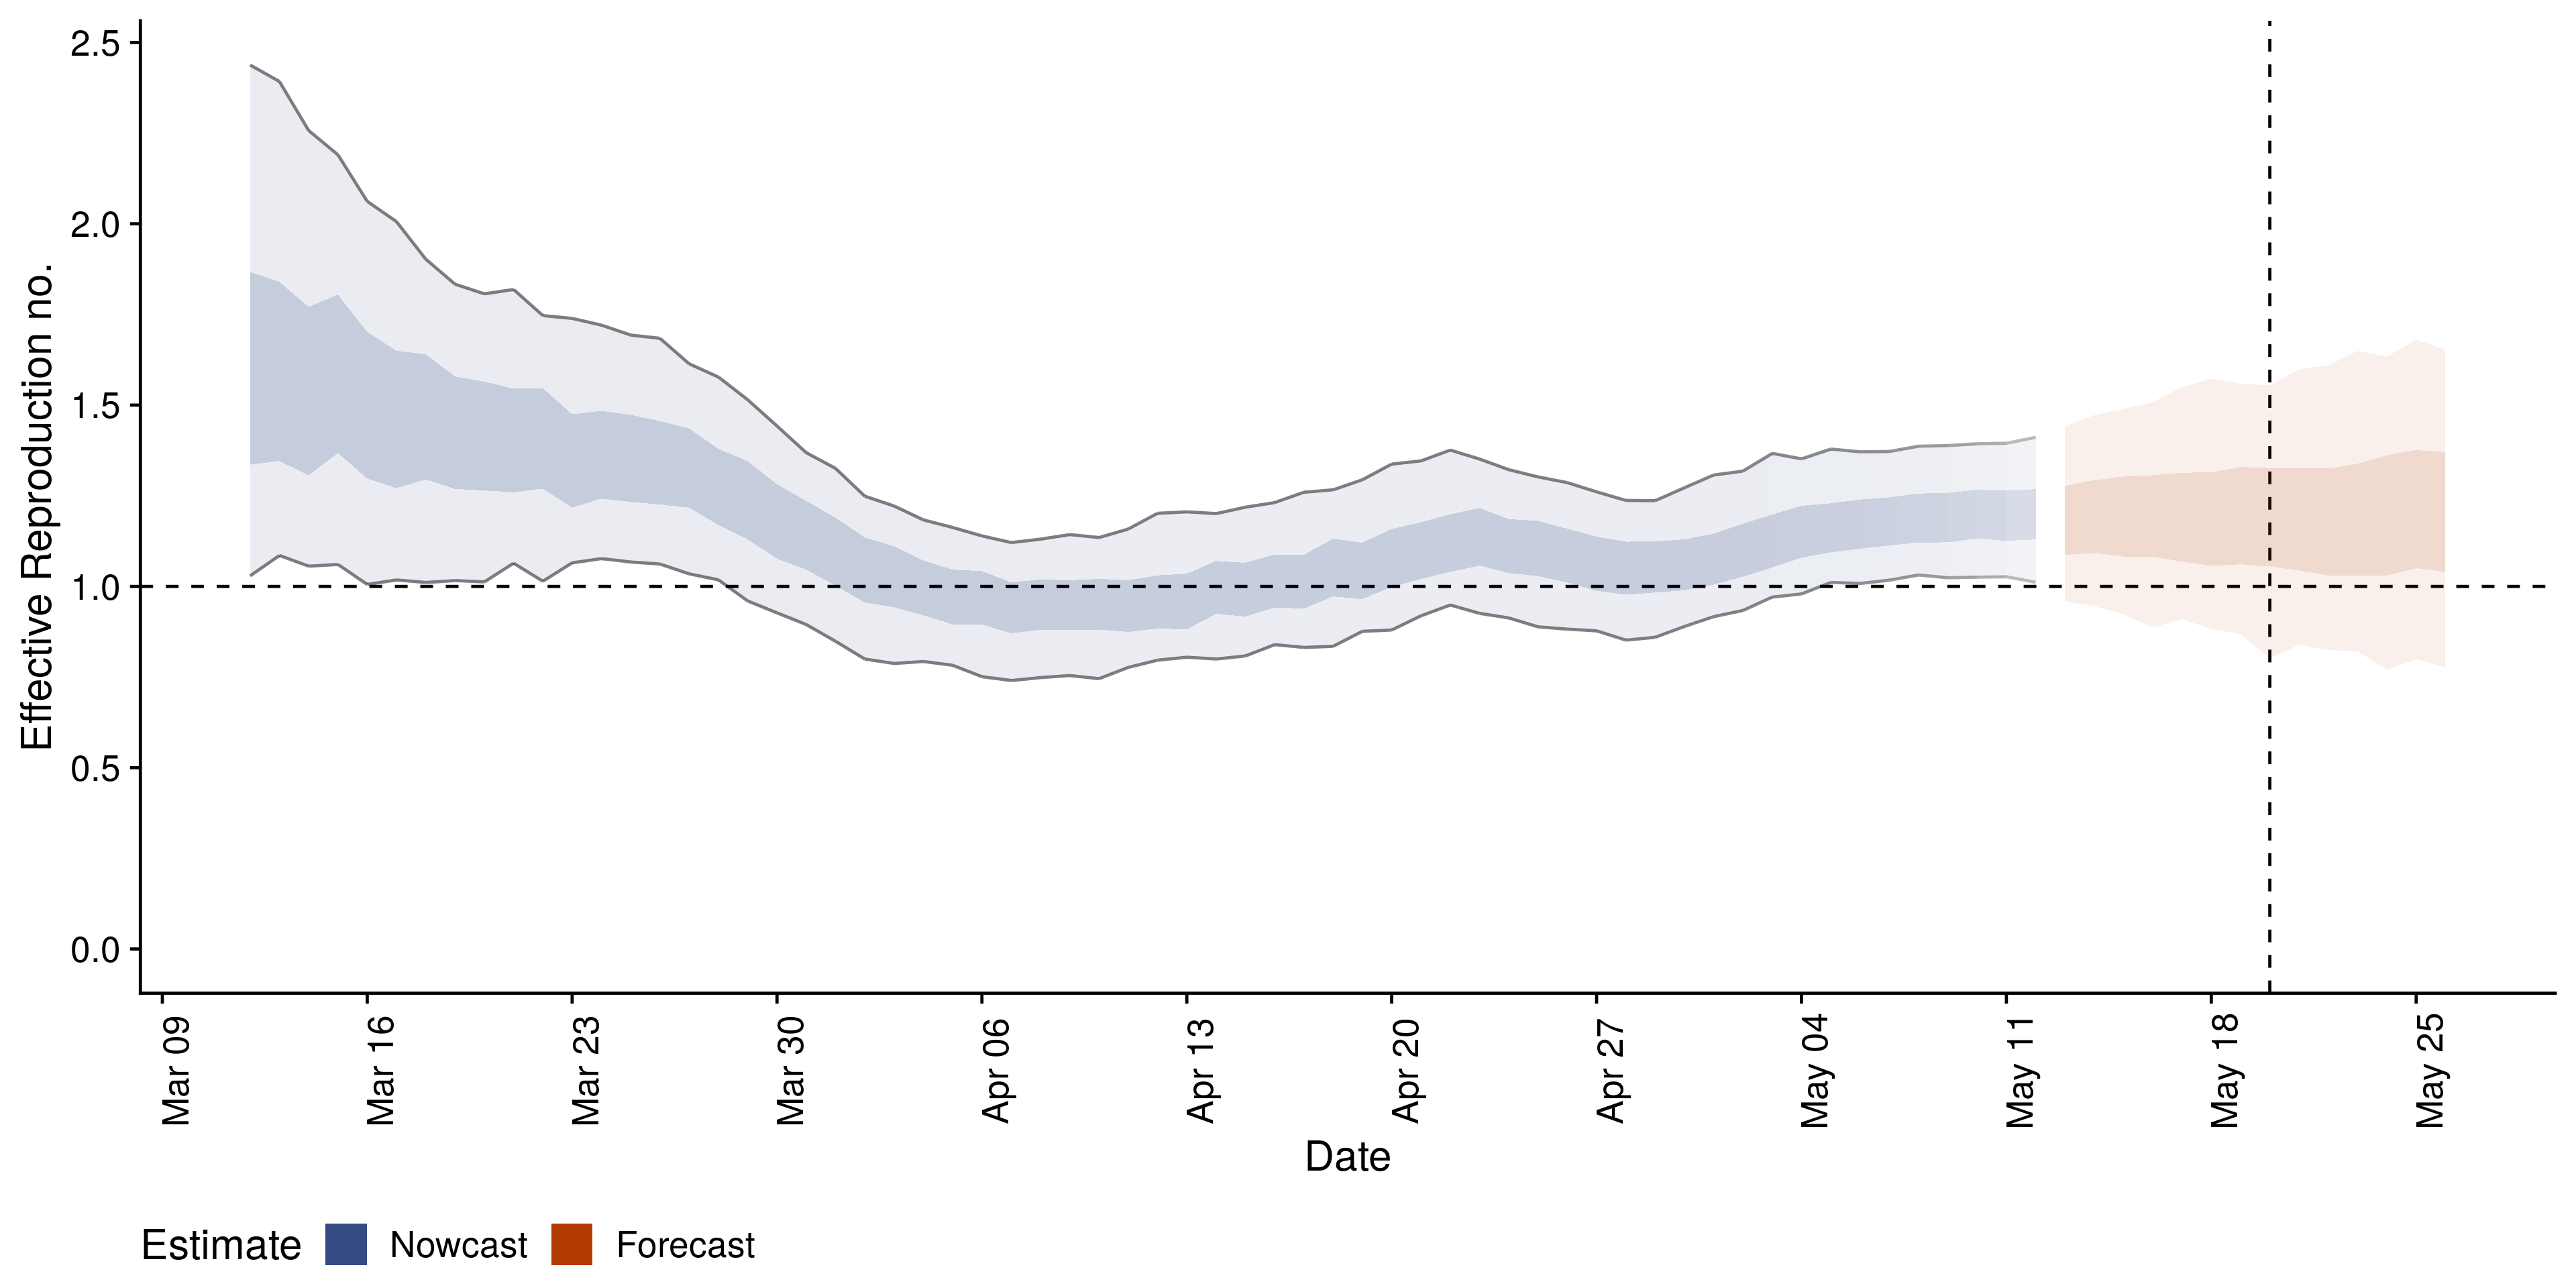 Effective Reproduction no.
2.5
2.0
1.5
1.0
0.5
0.0
Mar 09
Mar 16
Mar 23
Mar 30
Apr 06
Apr 13
Apr 20
Apr 27
May 04
May 11
May 18
May 25
Date
Estimate Nowcast Forecast